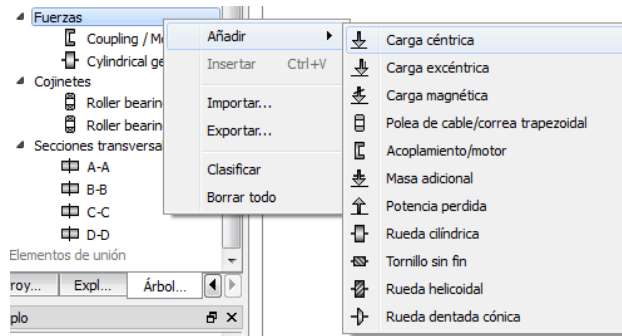 Fuerzas
Coupling / M
Cylindrical ge
Cojinetes
Roller bearin
Roller bearin
Secciones transversa
A-A
B-B
C-C
D-D
Elementos de unión
roy...
Expl...
Árbol...
plo
Añadir
Insertar Ctrl+V
Importar...
Exportar...
Clasificar
Borrar todo
Carga céntrica
Carga excéntrica
Carga magnética
Polea de cable/correa trapezoidal
Acoplamiento/motor
Masa adicional
Potencia perdida
Rueda cilíndrica
Tornillo sin fin
Rueda helicoidal
Rueda dentada cónica